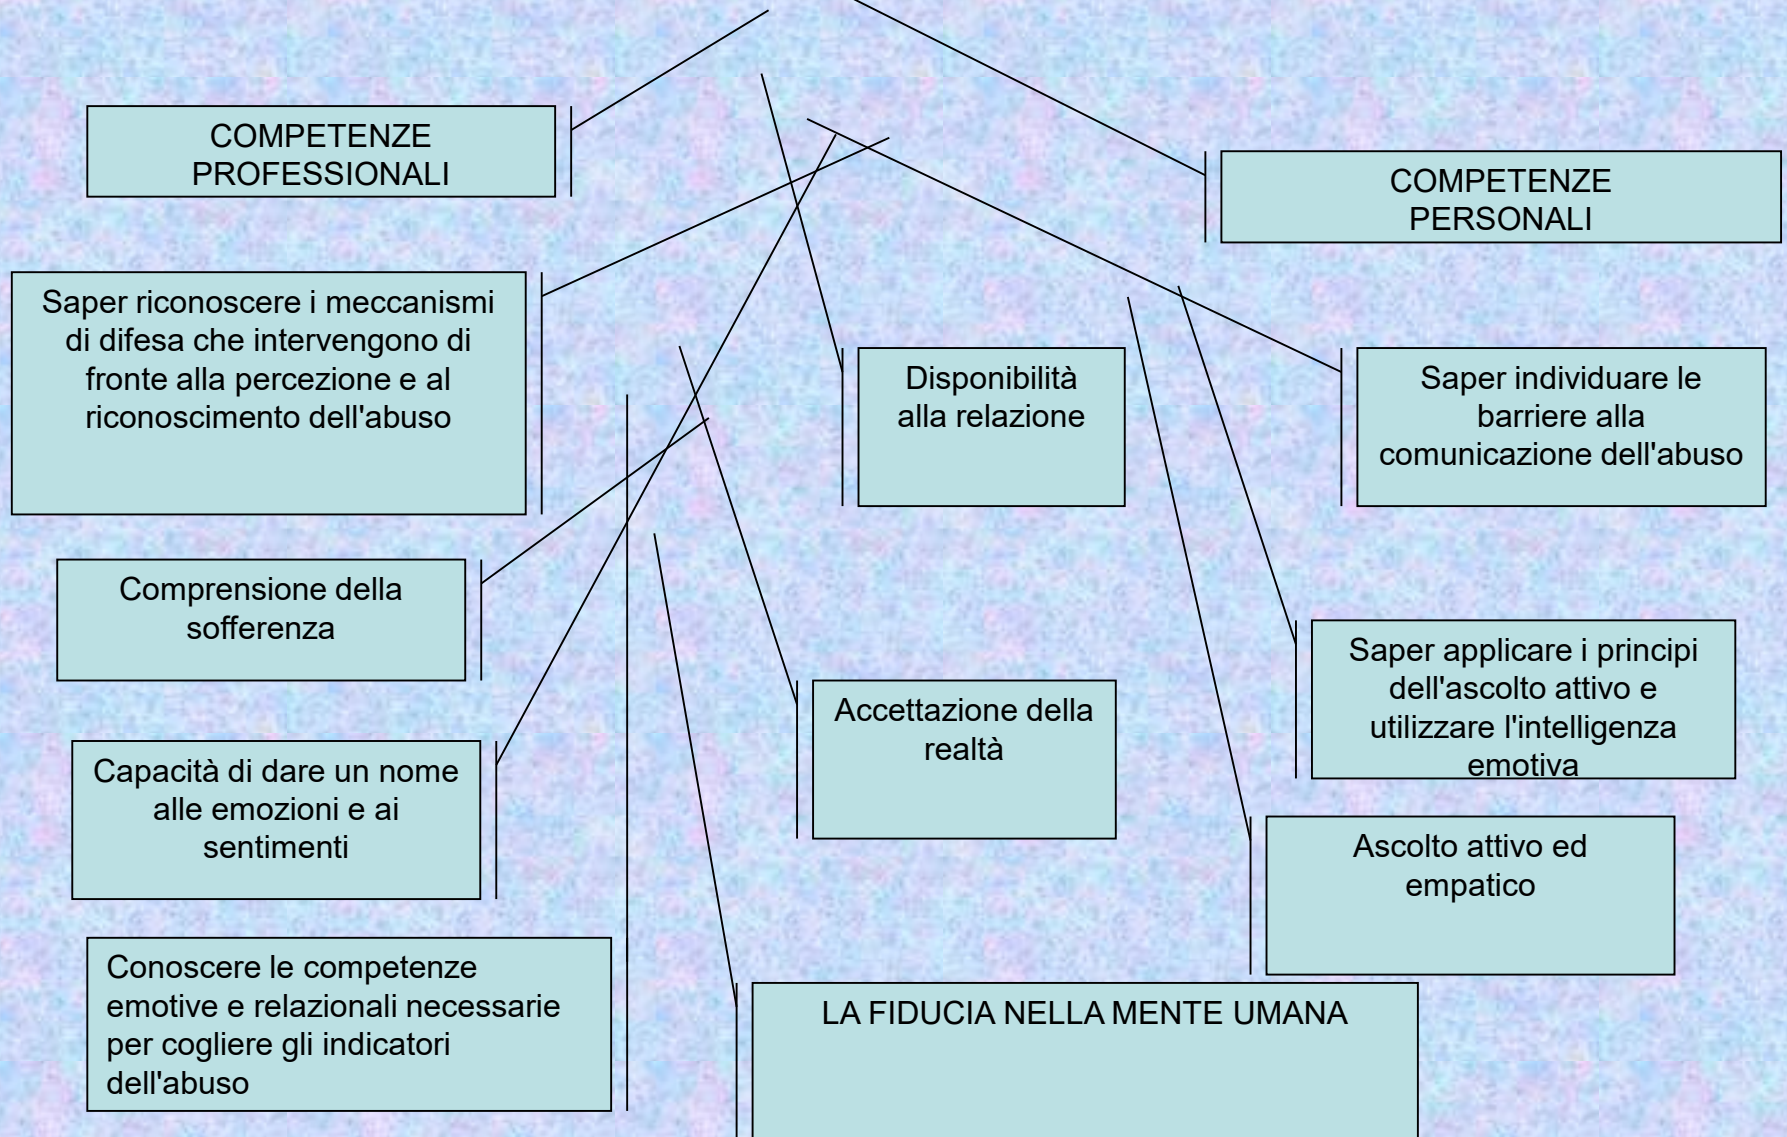 COMPETENZE
PROFESSIONALI
COMPETENZE
PERSONALI
Saper riconoscere i meccanismi
di difesa che intervengono di
fronte alla percezione e al
riconoscimento dell'abuso
Disponibilità
alla relazione
Saper individuare le
barriere alla
comunicazione dell'abuso
Comprensione della
sofferenza
Saper applicare i principi
dell'ascolto attivo e
utilizzare l'intelligenza
emotiva
Accettazione della
realtà
Capacità di dare un nome
alle emozioni e ai
sentimenti
Ascolto attivo ed
empatico
Conoscere le competenze
emotive e relazionali necessarie
per cogliere gli indicatori
dell'abuso
LA FIDUCIA NELLA MENTE UMANA